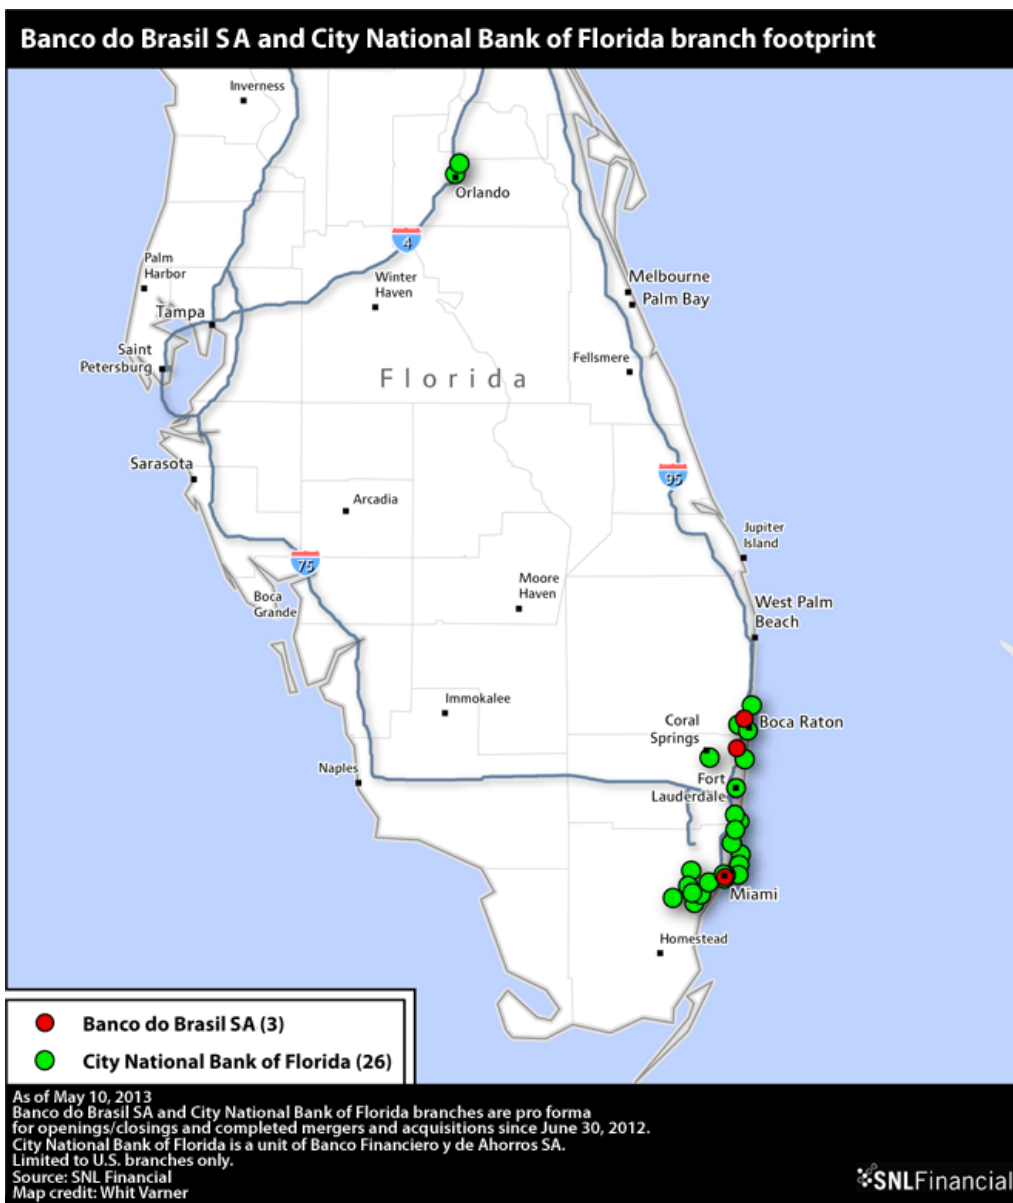 Banco do Brasil SA and City National Bank of Florida branch footprint
Inverness
Orlando
4
Palm
Harbor
Winter
Haven
Melbourne
Palm Bay
Tampa
Saint
Petersburg
Fellsmere
Florida
Sarasota
95
Arcadia
Jupiter
Island
75
Moore
Haven
Boca
Grande
West Palm
Beach
Immokalee
Coral
Springs
Boca Raton
Naples
Fort
Lauderdale
Miami
Homestead
Banco do Brasil SA (3)
City National Bank of Florida (26)
As of May 10, 2013
Banco do Brasil SA and City National Bank of Florida branches are pro forma
for openings/closings and completed mergers and acquisitions since June 30, 2012.
City National Bank of Florida is a unit of Banco Financiero y de Ahorros SA.
Limited to U.S. branches only.
Source: SNL Financial
Map credit: Whit Varner
SNLFinancial